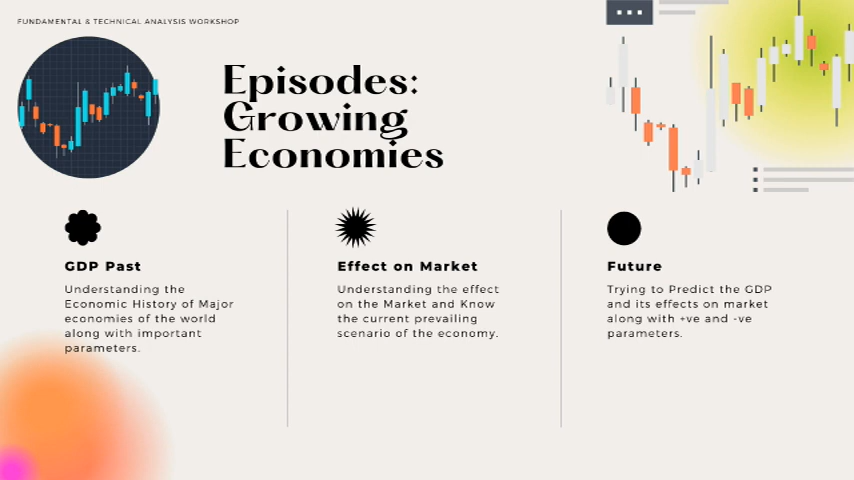 FUNDAMENTAL & TECHNICAL ANALYSIS WORKSHOP
Episodes:
Growing
Economies
GDP Past
Understanding the
Economic History of Major
economies of the world
along with important
parameters.
Effect on Market
Understanding the effect
on the Market and Know
the current prevailing
scenario of the economy.
Future
Trying to Predict the GDP
and its effects on market
along with +ve and -ve
parameters.